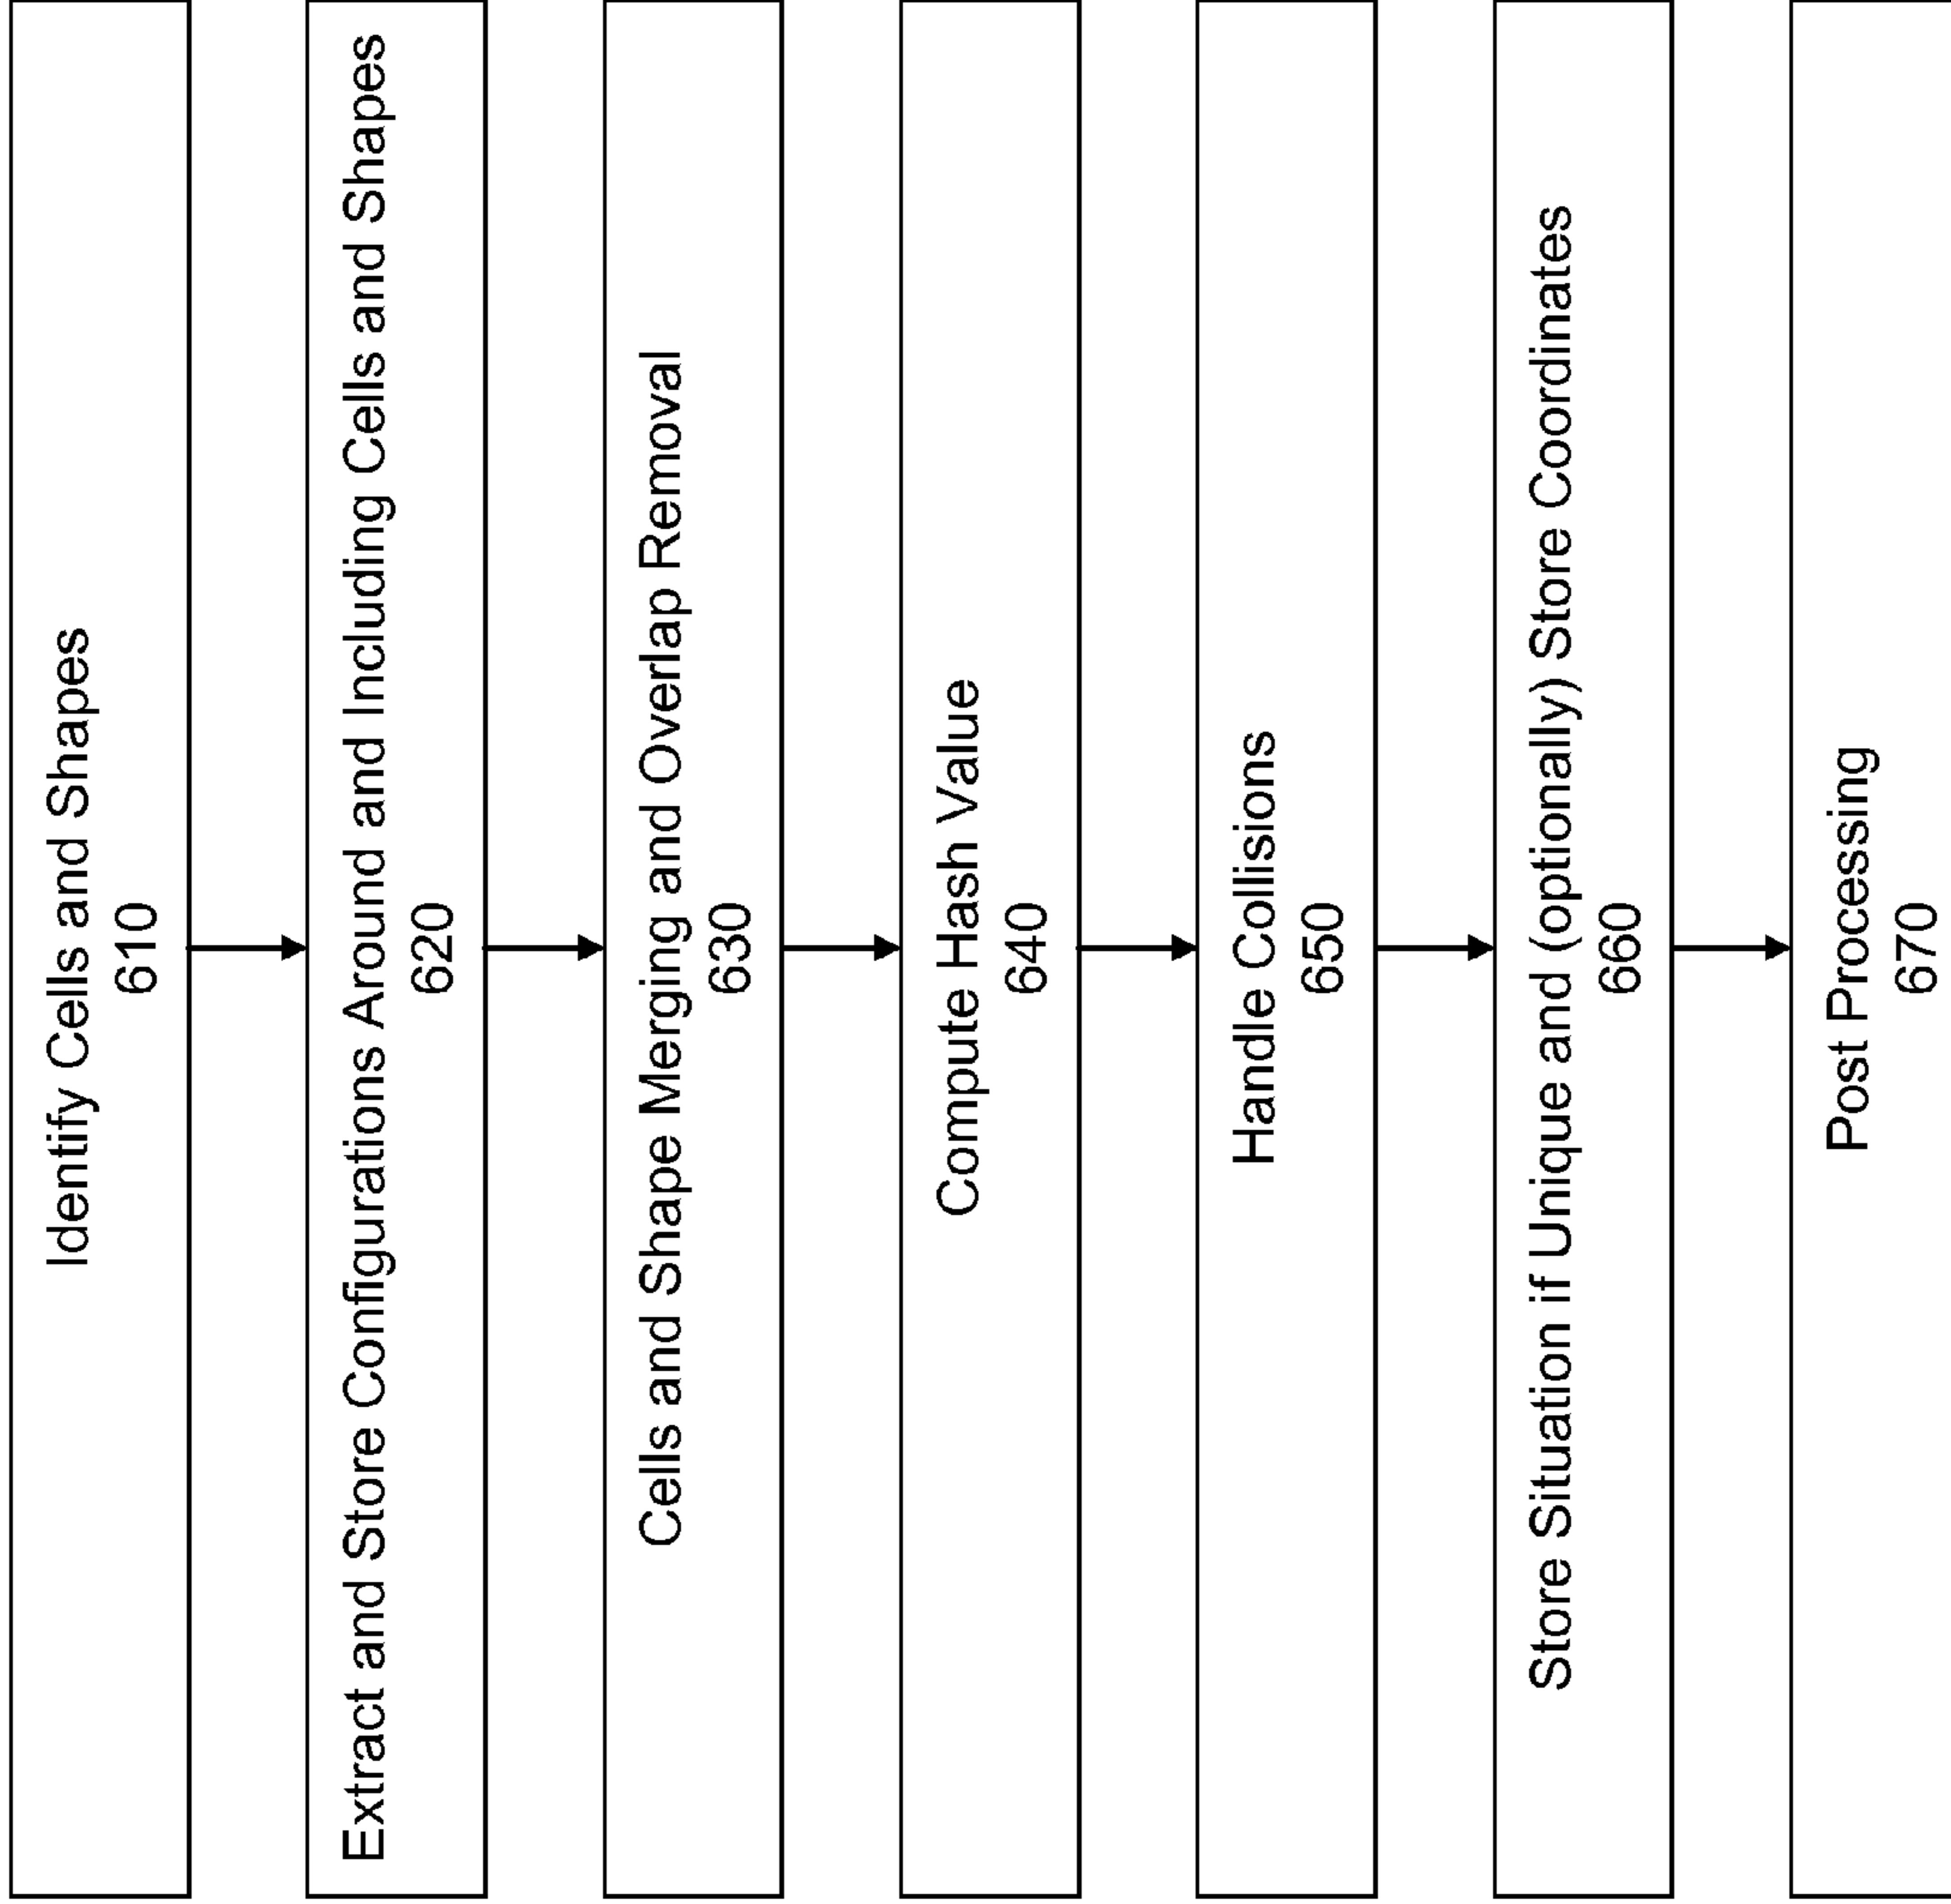 Identify Cells and Shapes
610
Extract and Store Configurations Around and Including Cells and Shapes
620
Cells and Shape Merging and Overlap Removal
630
Compute Hash Value
640
Handle Collisions
650
Store Situation if Unique and (optionally) Store Coordinates
660
Post Processing
670